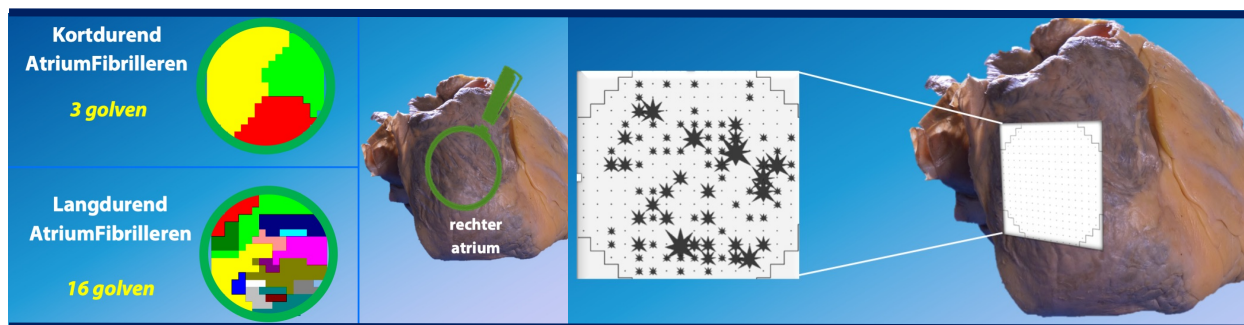 Kortdurend
AtriumFibrilleren
3 golven
Langdurend
AtriumFibrilleren
16 golven
rechter
atrium